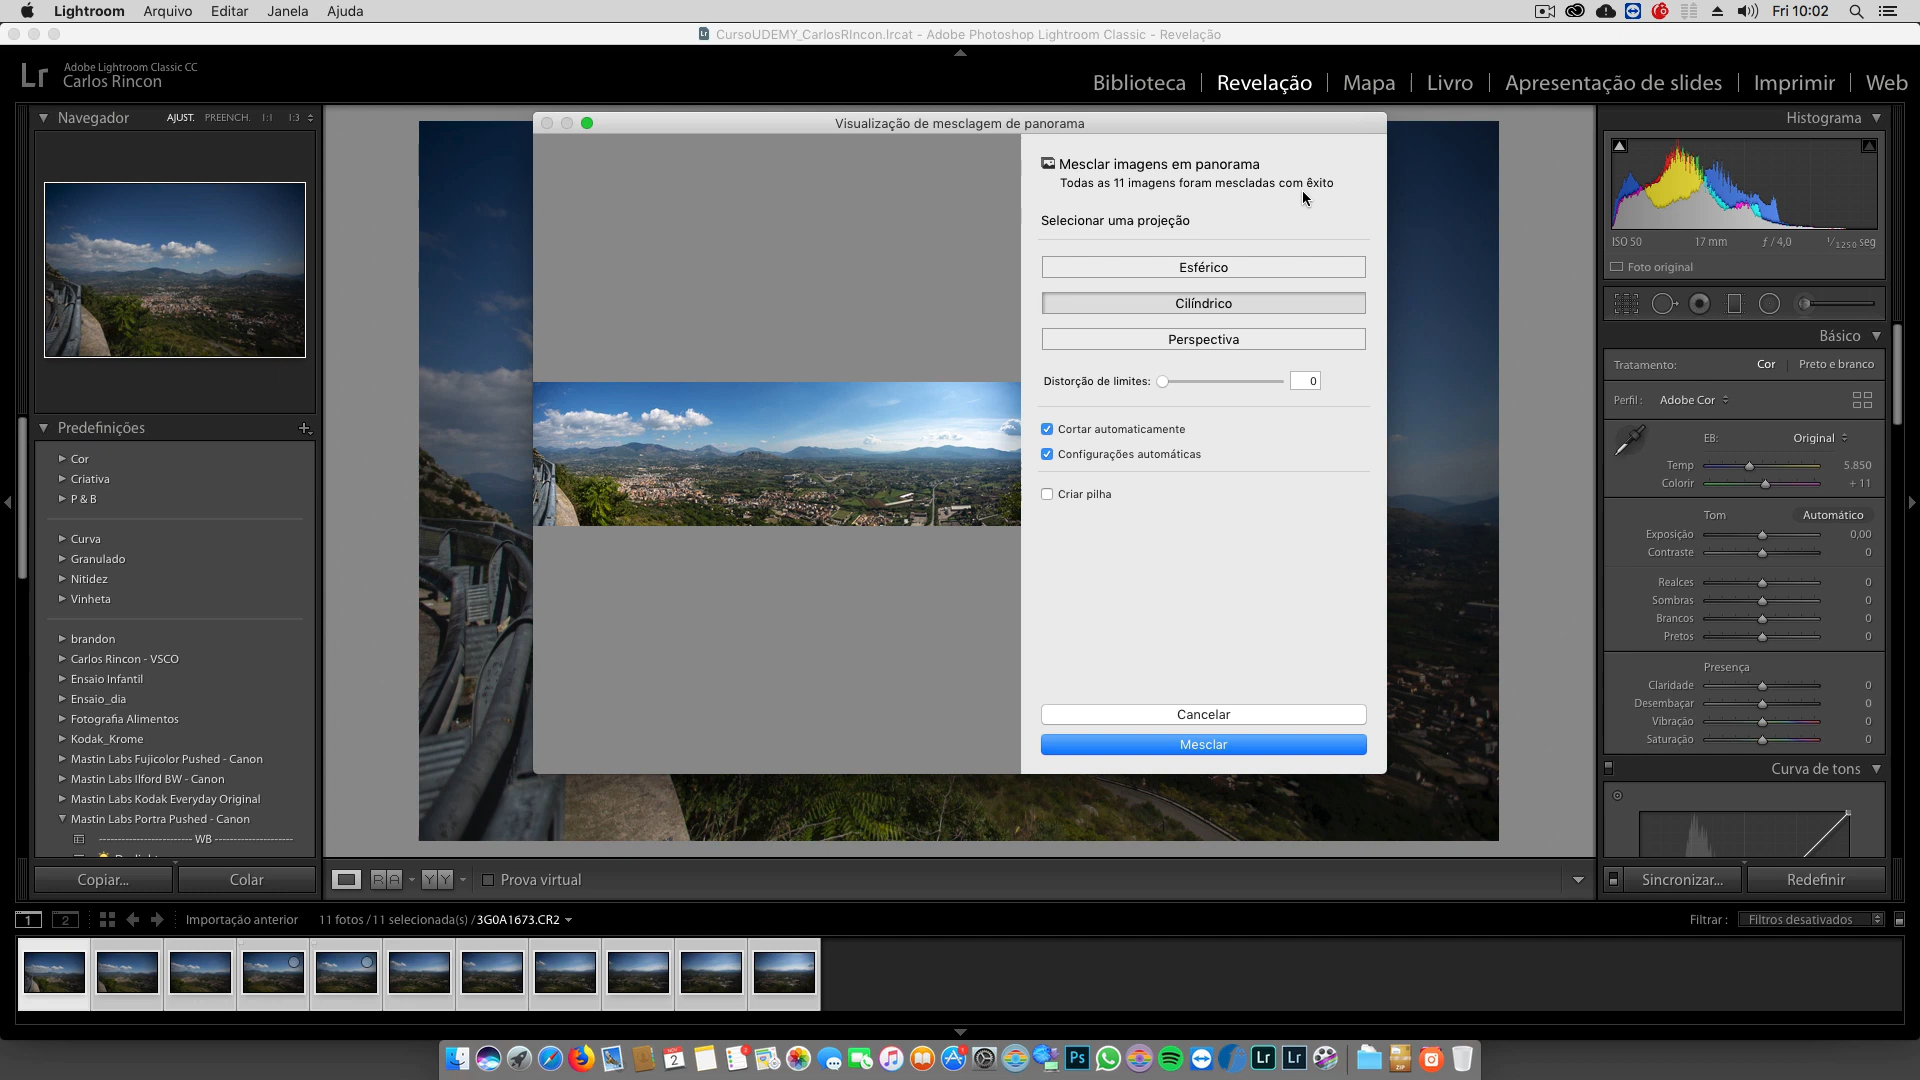 Lightroom Arquivo Editar Janela Ajuda Fri 10:02
CursoUDEMY_CarlosRIncon.lrcat - Adobe Photoshop Lightroom Classic - Revelação
Lr Adobe Lightroom Classic CC
Carlos Rincon
Biblioteca | Revelação | Mapa | Livro | Apresentação de slides | Imprimir | Web
Navegador AJUST. PREENCH. 1:1 1:3
Visualização de mesclagem de panorama
Mesclar imagens em panorama
Todas as 11 imagens foram mescladas com êxito
Selecionar uma projeção
Esférico
Cilíndrico
Perspectiva
Distorção de limites: 0
Cortar automaticamente
Configurações automáticas
Criar pilha
Cancelar
Mesclar
Histograma
ISO 50 17 mm ƒ / 4,0 1/1250 seg
Foto original
Básico
Tratamento: Cor | Preto e branco
Perfil : Adobe Cor
EB: Original
Temp 5.850
Colorir + 11
Tom Automático
Exposição 0,00
Contraste 0
Realces 0
Sombras 0
Brancos 0
Pretos 0
Presença
Claridade 0
Desembaçar 0
Vibração 0
Saturação 0
Curva de tons
Sincronizar... Redefinir
Predefinições
Cor
Criativa
P & B
Curva
Granulado
Nitidez
Vinheta
brandon
Carlos Rincon - VSCO
Ensaio Infantil
Ensaio_dia
Fotografia Alimentos
Kodak_Krome
Mastin Labs Fujicolor Pushed - Canon
Mastin Labs Ilford BW - Canon
Mastin Labs Kodak Everyday Original
Mastin Labs Portra Pushed - Canon
------------------------ WB --------------------
Copiar... Colar
R A Y Y Prova virtual
1 2 Importação anterior 11 fotos / 11 selecionada(s) / 3G0A1673.CR2
Filtrar : Filtros desativados
2 Ps Lr Lr ZIP